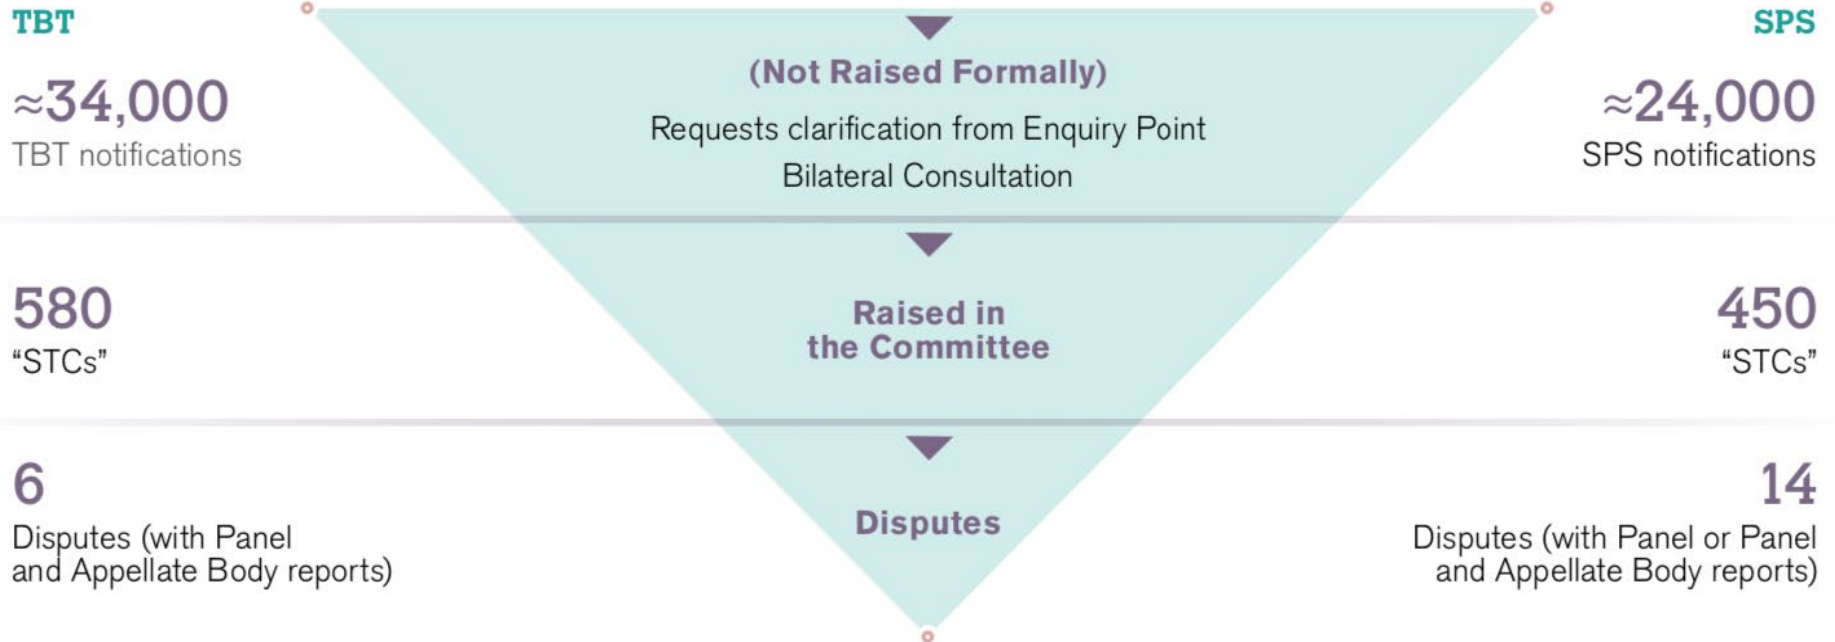 TBT
SPS
(Not Raised Formally)
≈34,000
≈24,000
TBT notifications
Requests clarification from Enquiry Point
SPS notifications
Bilateral Consultation
580
450
"STCs"
Raised in
the Committee
"STCs"
6
14
Disputes (with Panel
and Appellate Body reports)
Disputes
Disputes (with Panel or Panel
and Appellate Body reports)